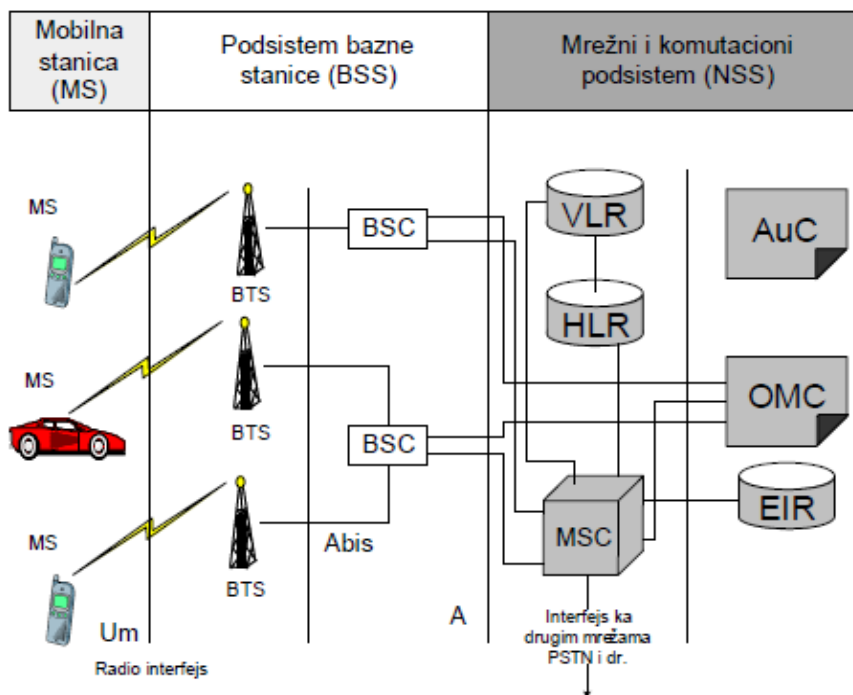 Mobilna
stanica
(MS)
Podsistem bazne
stanice (BSS)
Mrežni i komutacioni
podsistem (NSS)
MS
BTS
BSC
VLR
AuC
HLR
MS
BTS
BSC
OMC
MS
BTS
Abis
MSC
EIR
Um
A
Interfejs ka
drugim mrežama
PSTN i dr.
Radio interfejs